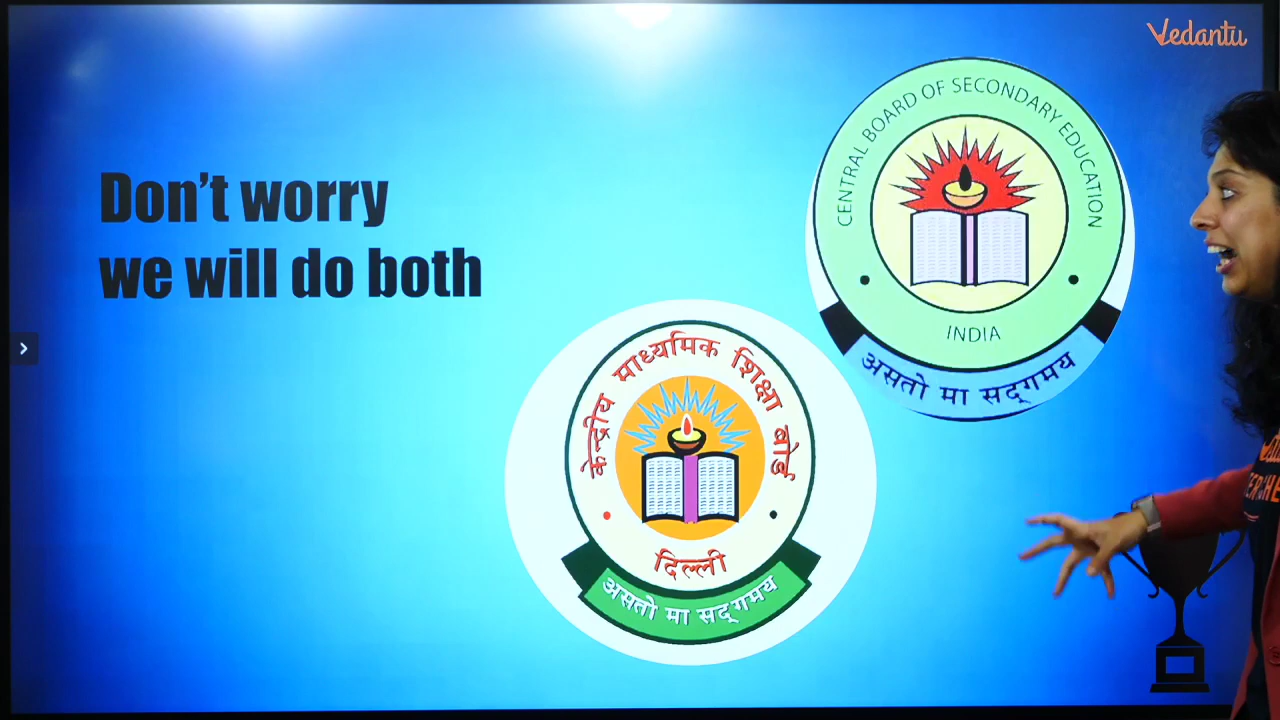 Vedantu
Don't worry
we will do both
CENTRAL BOARD OF SECONDARY EDUCATION
INDIA
असतो मा सद्गमय
केन्द्रीय माध्यमिक शिक्षा बोर्ड
दिल्ली
असतो मा सद्गमय